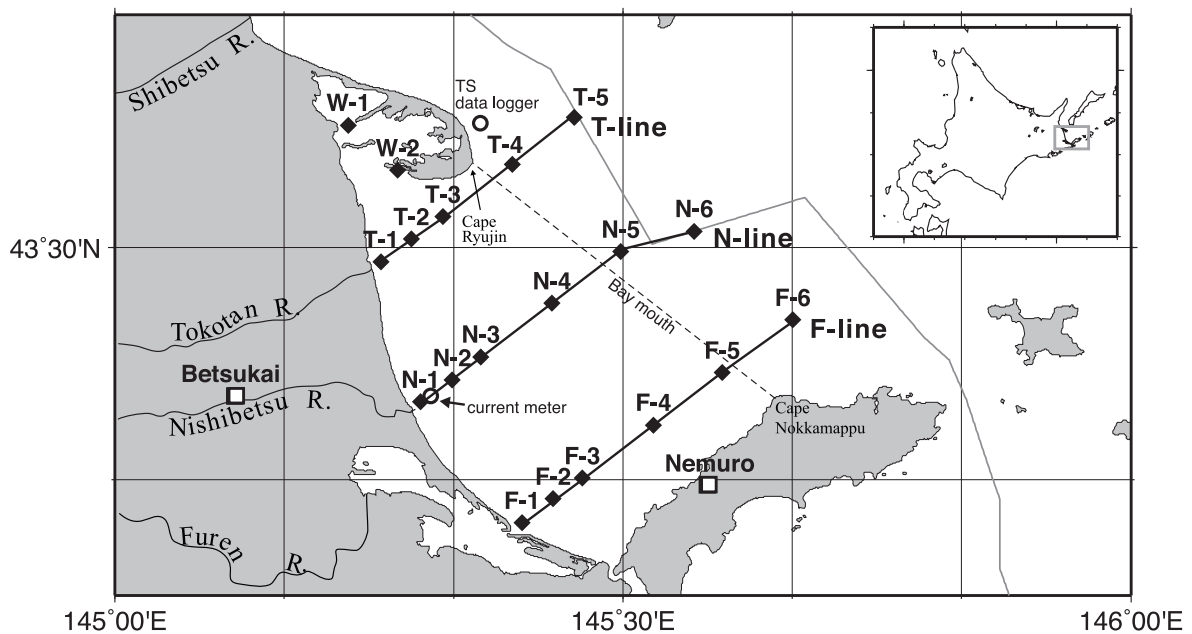 Shibetsu R.
W-1
TS
data logger
T-5
T-line
W-2
T-4
T-3
T-2
T-1
Cape
Ryujin
N-6
N-5
N-line
43°30'N
N-4
Bay mouth
F-6
F-line
Tokotan R.
N-3
N-2
F-5
Betsukai
N-1
current meter
Nishibetsu R.
F-4
Cape
Nokkamappu
F-3
Nemuro
F-2
F-1
Furen R.
145°00'E
145°30'E
146°00'E